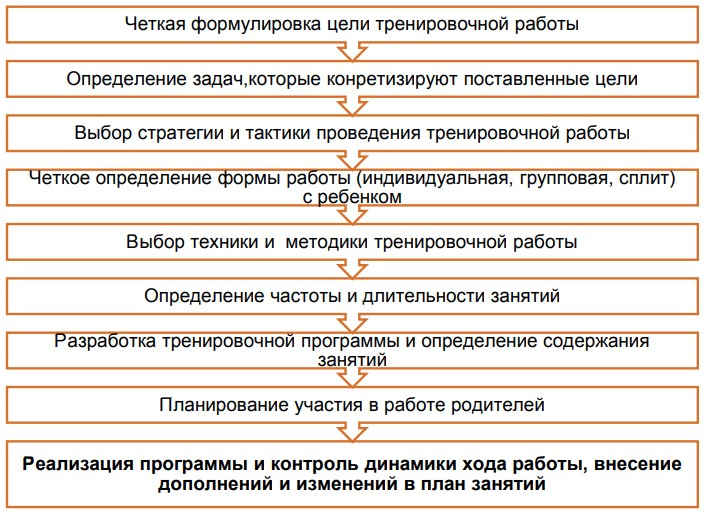 Четкая формулировка цели тренировочной работы
Определение задач,которые конретизируют поставленные цели
Выбор стратегии и тактики проведения тренировочной работы
Четкое определение формы работы (индивидуальная, групповая, сплит)
с ребенком
Выбор техники и методики тренировочной работы
Определение частоты и длительности занятий
Разработка тренировочной программы и определение содержания
занятий
Планирование участия в работе родителей
Реализация программы и контроль динамики хода работы, внесение
дополнений и изменений в план занятий